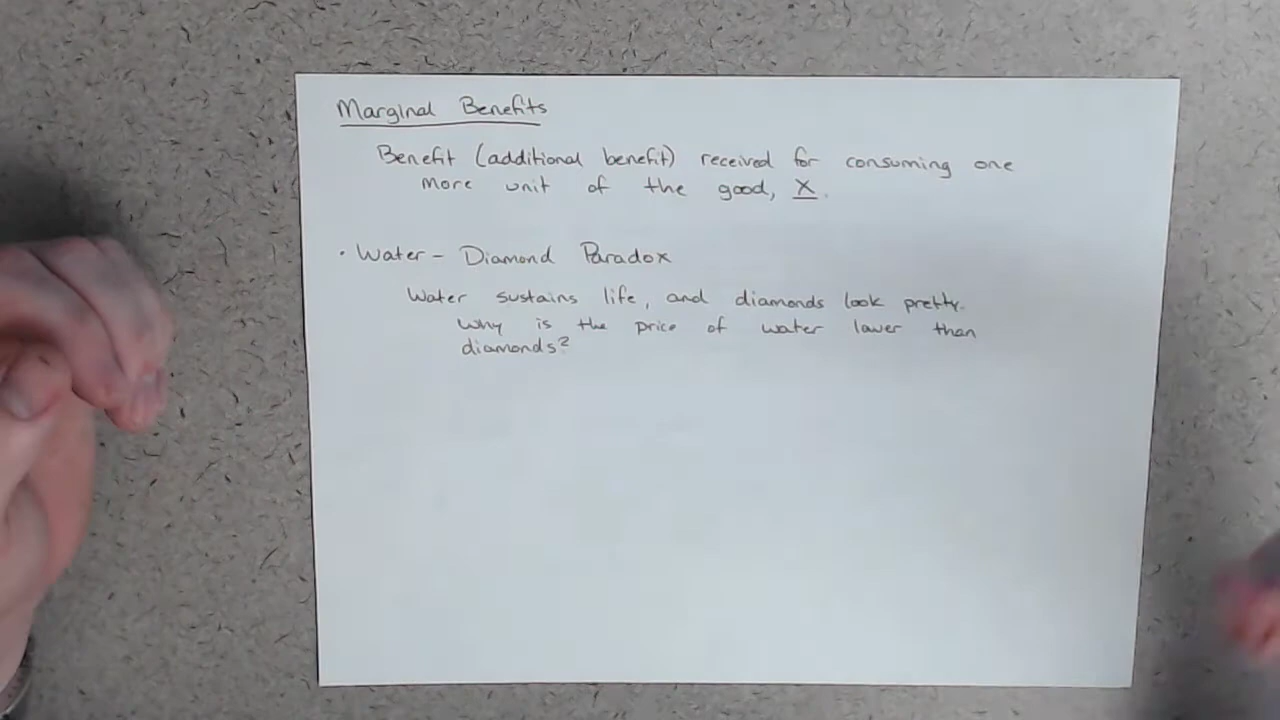 Marginal Benefits
Benefit (additional benefit) received for consuming one
more unit of the good, X.
• Water - Diamond Paradox
Water sustains life, and diamonds look pretty.
Why is the price of water lower than
diamonds?